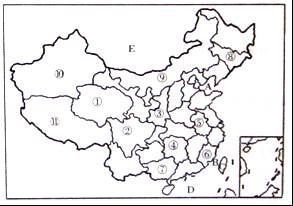 E
⑧
⑨
⑩
A
①
⑪
③
②
⑤
④
⑥
B
⑦
D